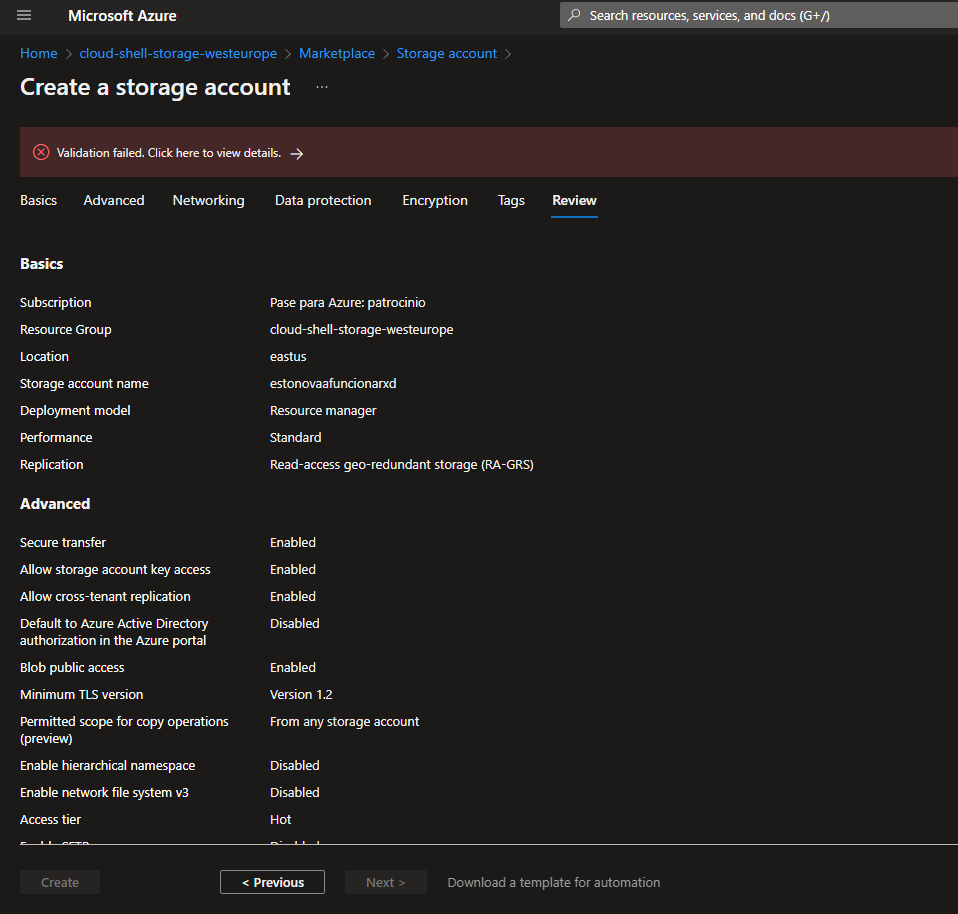 Microsoft Azure
Search resources, services, and docs (G+/)
Home > cloud-shell-storage-westeurope > Marketplace > Storage account >
Create a storage account ...
Validation failed. Click here to view details. →
Basics Advanced Networking Data protection Encryption Tags Review
Basics
Subscription Pase para Azure: patrocinio
Resource Group cloud-shell-storage-westeurope
Location eastus
Storage account name estonovaafuncionarxd
Deployment model Resource manager
Performance Standard
Replication Read-access geo-redundant storage (RA-GRS)
Advanced
Secure transfer Enabled
Allow storage account key access Enabled
Allow cross-tenant replication Enabled
Default to Azure Active Directory Disabled
authorization in the Azure portal
Blob public access Enabled
Minimum TLS version Version 1.2
Permitted scope for copy operations From any storage account
(preview)
Enable hierarchical namespace Disabled
Enable network file system v3 Disabled
Access tier Hot
Create < Previous Next > Download a template for automation